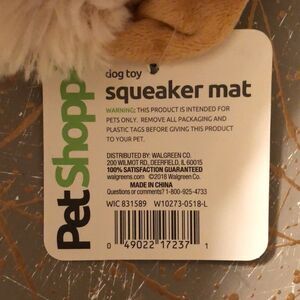 PetShopp
dog toy
squeaker mat
WARNING: THIS PRODUCT IS INTENDED FOR
PETS ONLY. REMOVE ALL PACKAGING AND
PLASTIC TAGS BEFORE GIVING THIS PRODUCT
TO YOUR PET.
DISTRIBUTED BY: WALGREEN CO.
200 WILMOT RD., DEERFIELD, IL 60015
100% SATISFACTION GUARANTEED
walgreens.com ©2018 Walgreen Co.
MADE IN CHINA
Questions or comments? 1-800-925-4733
WIC 831589 W10273-0518-L
0 49022 17237 1